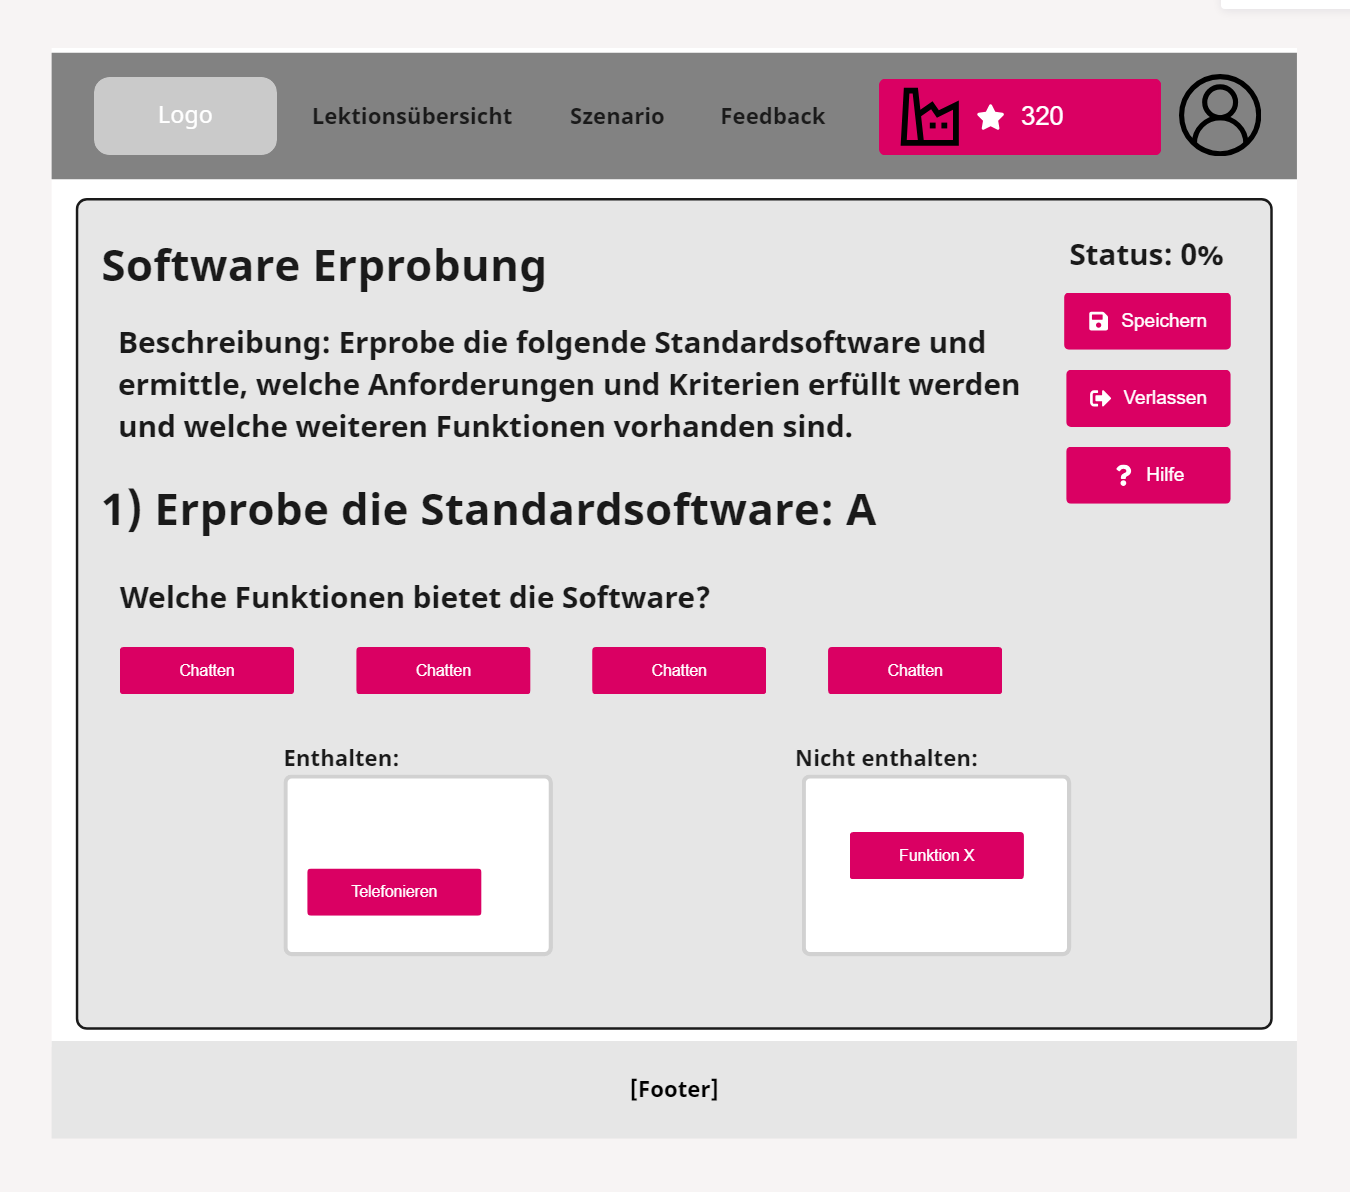 Logo
Lektionsübersicht
Szenario
Feedback
320
Software Erprobung
Status: 0%
Speichern
Verlassen
Hilfe
Beschreibung: Erprobe die folgende Standardsoftware und
ermittle, welche Anforderungen und Kriterien erfüllt werden
und welche weiteren Funktionen vorhanden sind.
1) Erprobe die Standardsoftware: A
Welche Funktionen bietet die Software?
Chatten
Chatten
Chatten
Chatten
Enthalten:
Telefonieren
Nicht enthalten:
Funktion X
[Footer]